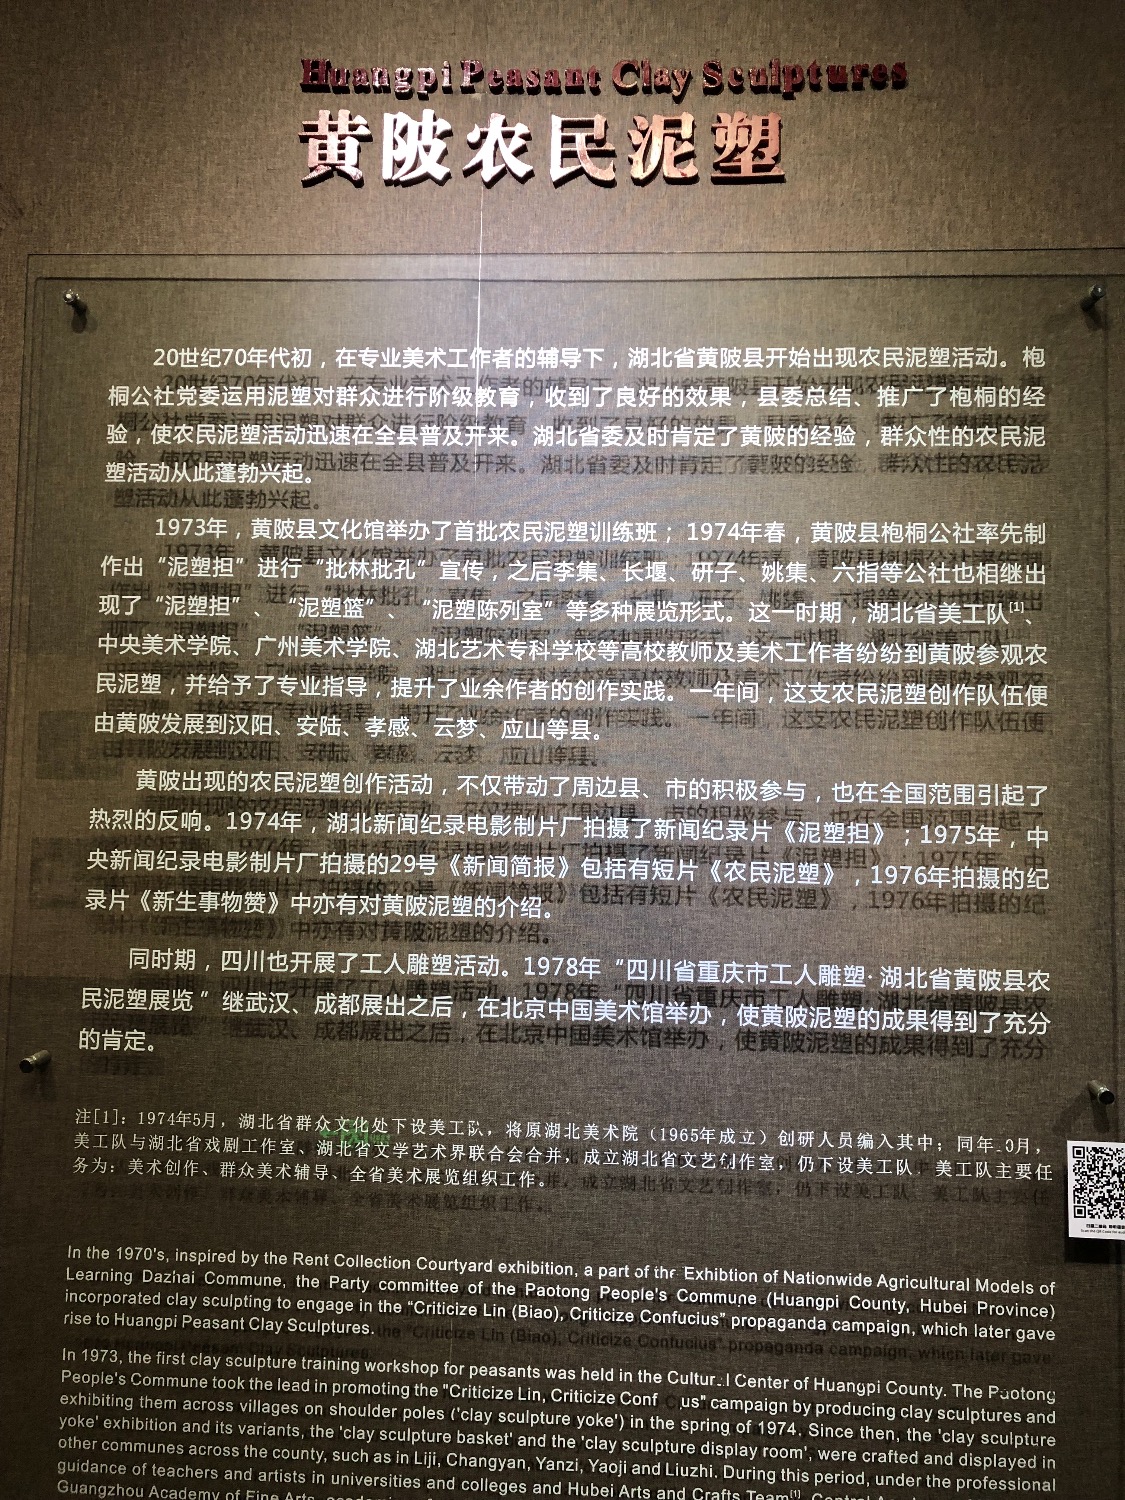 Huangpi Peasant Clay Sculptures
黄陂农民泥塑
20世纪70年代初，在专业美术工作者的辅导下，湖北省黄陂县开始出现农民泥塑活动。枹
桐公社党委运用泥塑对群众进行阶级教育，收到了良好的效果，县委总结、推广了枹桐的经
验，使农民泥塑活动迅速在全县普及开来。湖北省委及时肯定了黄陂的经验，群众性的农民泥
塑活动从此蓬勃兴起。
1973年，黄陂县文化馆举办了首批农民泥塑训练班；1974年春，黄陂县枹桐公社率先制
作出“泥塑担”进行“批林批孔”宣传，之后李集、长堰、研子、姚集、六指等公社也相继出
现了“泥塑担”、“泥塑篮”、“泥塑陈列室”等多种展览形式。这一时期，湖北省美工队[1]、
中央美术学院、广州美术学院、湖北艺术专科学校等高校教师及美术工作者纷纷到黄陂参观农
民泥塑，并给予了专业指导，提升了业余作者的创作实践。一年间，这支农民泥塑创作队伍便
由黄陂发展到汉阳、安陆、孝感、云梦、应山等县。
黄陂出现的农民泥塑创作活动，不仅带动了周边县、市的积极参与，也在全国范围引起了
热烈的反响。1974年，湖北新闻纪录电影制片厂拍摄了新闻纪录片《泥塑担》；1975年，中
央新闻纪录电影制片厂拍摄的29号《新闻简报》包括有短片《农民泥塑》，1976年拍摄的纪
录片《新生事物赞》中亦有对黄陂泥塑的介绍。
同时期，四川也开展了工人雕塑活动。1978年“四川省重庆市工人雕塑·湖北省黄陂县农
民泥塑展览”继武汉、成都展出之后，在北京中国美术馆举办，使黄陂泥塑的成果得到了充分
的肯定。
注[1]：1974年5月，湖北省群众文化处下设美工队，将原湖北美术院（1965年成立）创研人员编入其中；同年 0月，
美工队与湖北省戏剧工作室、湖北省文学艺术界联合会合并，成立湖北省文艺创作室，仍下设美工队 美工队主要任
务为：美术创作、群众美术辅导、全省美术展览组织工作。
In the 1970's, inspired by the Rent Collection Courtyard exhibition, a part of the Exhibtion of Nationwide Agricultural Models of
Learning Dazhai Commune, the Party committee of the Paotong People's Commune (Huangpi County, Hubei Province)
incorporated clay sculpting to engage in the “Criticize Lin (Biao), Criticize Confucius” propaganda campaign, which later gave
rise to Huangpi Peasant Clay Sculptures.
In 1973, the first clay sculpture training workshop for peasants was held in the Cultural Center of Huangpi County. The Paotong
People's Commune took the lead in promoting the "Criticize Lin, Criticize Conf us" campaign by producing clay sculptures and
exhibiting them across villages on shoulder poles ('clay sculpture yoke') in the spring of 1974. Since then, the 'clay sculpture
yoke' exhibition and its variants, the 'clay sculpture basket' and the 'clay sculpture display room', were crafted and displayed in
other communes across the county, such as in Liji, Changyan, Yanzi, Yaoji and Liuzhi. During this period, under the professional
guidance of teachers and artists in universities and colleges and Hubei Arts and Crafts Team[1], Central
Guangzhou Academy of Fine Arts,